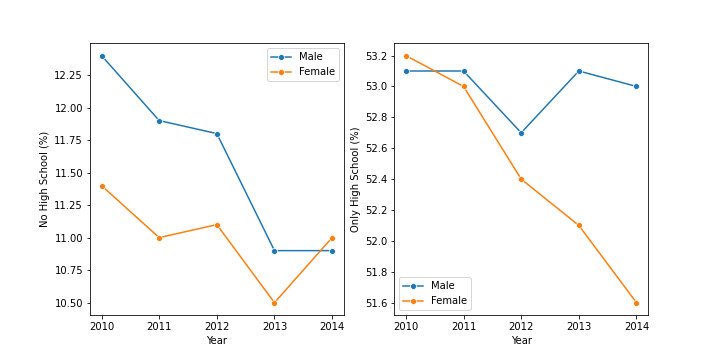 No High School (%)
12.25
12.00
11.75
11.50
11.25
11.00
10.75
10.50
2010 2011 2012 2013 2014
Year
Male
Female
Only High School (%)
53.2
53.0
52.8
52.6
52.4
52.2
52.0
51.8
51.6
2010 2011 2012 2013 2014
Year
Male
Female